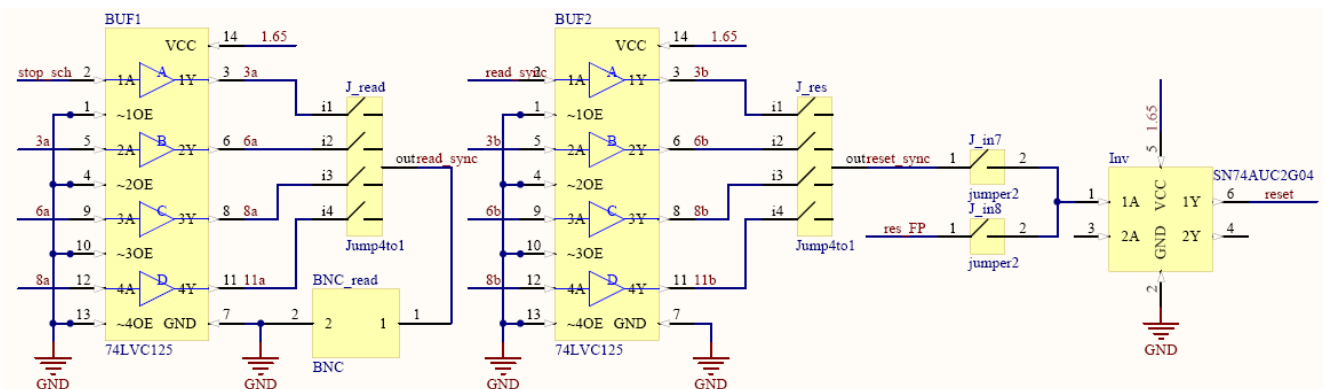 BUF1
VCC 14 1.65
stop_sch 2 1A A 1Y 3 3a
J_read
1 ~1OE
i1
3a 5 2A B 2Y 6 6a
i2
4 ~2OE
out read_sync
i3
6a 9 3A C 3Y 8 8a
i4
10 ~3OE
Jump4to1
8a 12 4A D 4Y 11 11a
BNC_read
13 ~4OE GND 7
2 2 1 1
74LVC125
BNC
GND
GND
BUF2
VCC 14 1.65
read_sync 2 1A A 1Y 3 3b
J_res
1 ~1OE
i1
3b 5 2A B 2Y 6 6b
i2
4 ~2OE
out reset_sync
i3
6b 9 3A C 3Y 8 8b
i4
10 ~3OE
Jump4to1
8b 12 4A D 4Y 11 11b
13 ~4OE GND 7
74LVC125
GND
GND
J_in7
1 2
jumper2
J_in8
res_FP 1 2
jumper2
1.65
5
Inv
SN74AUC2G04
1 1A VCC 1Y 6 reset
3 2A GND 2Y 4
2
GND